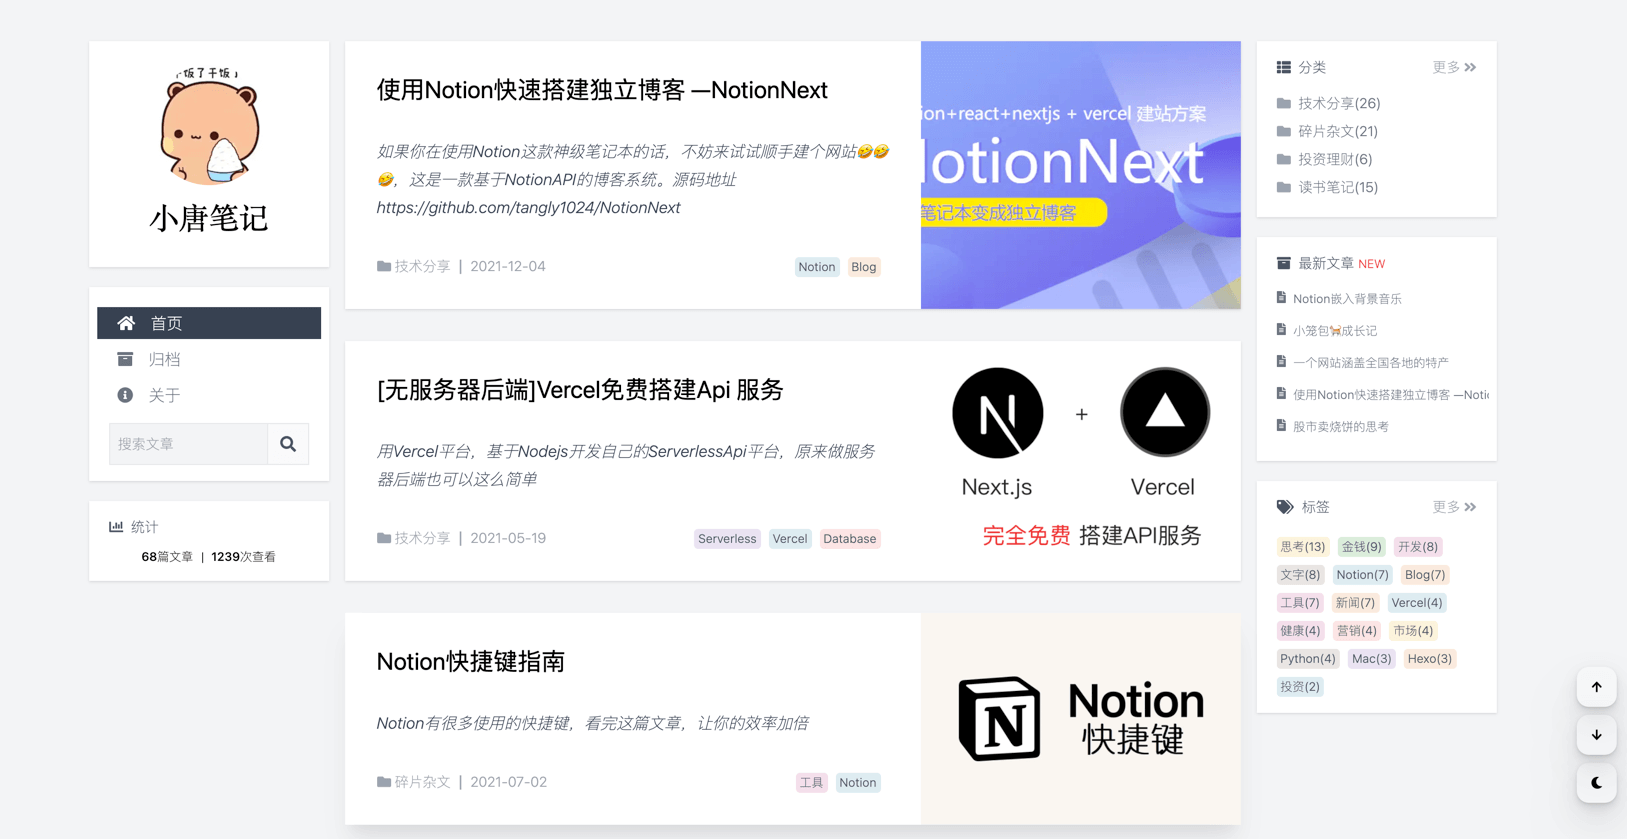 饭了干饭
小唐笔记
首页
归档
关于
搜索文章
统计
68篇文章 | 1239次查看
使用Notion快速搭建独立博客 —NotionNext
如果你在使用Notion这款神级笔记本的话，不妨来试试顺手建个网站🤣🤣
🤣，这是一款基于NotionAPI的博客系统。源码地址
https://github.com/tangly1024/NotionNext
技术分享 | 2021-12-04
Notion Blog
ion+react+nextjs + vercel 建站方案
NotionNext
笔记本变成独立博客
[无服务器后端]Vercel免费搭建Api 服务
用Vercel平台，基于Nodejs开发自己的ServerlessApi平台，原来做服务
器后端也可以这么简单
技术分享 | 2021-05-19
Serverless Vercel Database
N + 
Next.js Vercel
完全免费 搭建API服务
Notion快捷键指南
Notion有很多使用的快捷键，看完这篇文章，让你的效率加倍
碎片杂文 | 2021-07-02
工具 Notion
N
Notion
快捷键
分类 更多
技术分享(26)
碎片杂文(21)
投资理财(6)
读书笔记(15)
最新文章 NEW
Notion嵌入背景音乐
小笼包🐕成长记
一个网站涵盖全国各地的特产
使用Notion快速搭建独立博客 —Noti
股市卖烧饼的思考
标签 更多
思考(13) 金钱(9) 开发(8)
文字(8) Notion(7) Blog(7)
工具(7) 新闻(7) Vercel(4)
健康(4) 营销(4) 市场(4)
Python(4) Mac(3) Hexo(3)
投资(2)